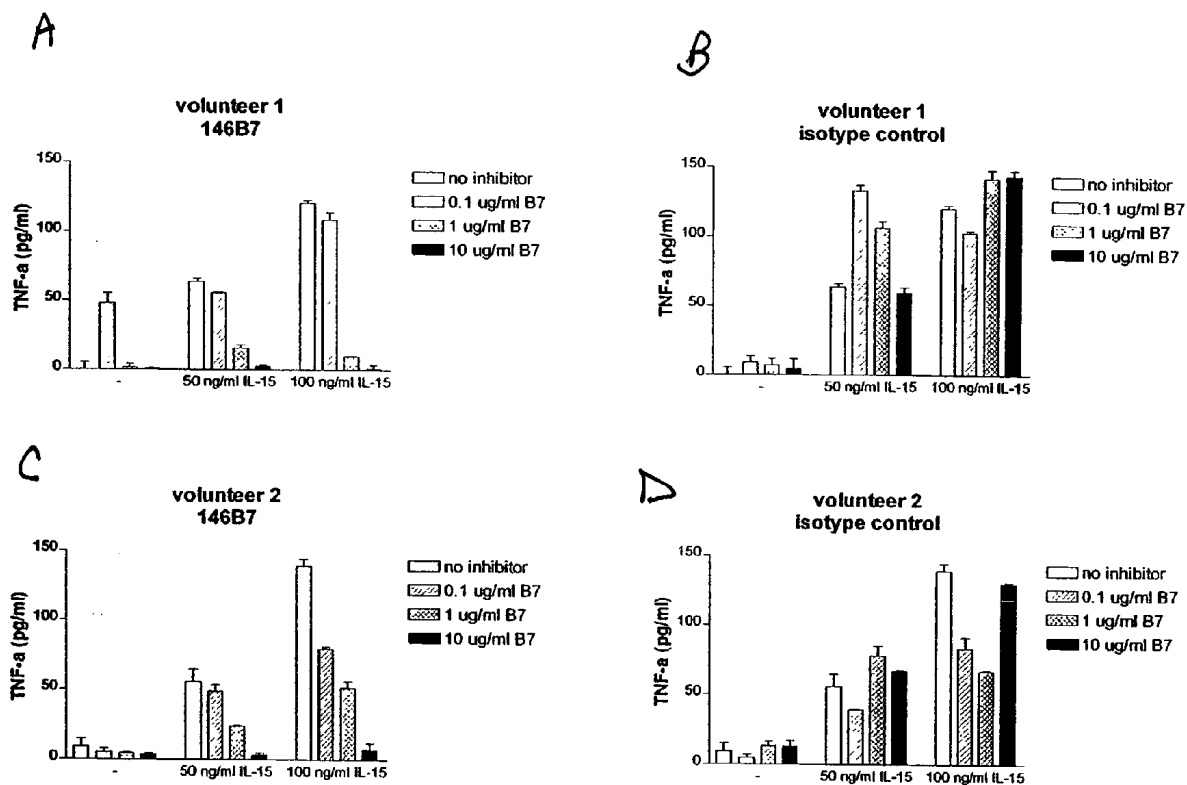 A
volunteer 1
146B7
TNF-a (pg/ml)
150
100
50
0
-
50 ng/ml IL-15
100 ng/ml IL-15
no inhibitor
0.1 ug/ml B7
1 ug/ml B7
10 ug/ml B7
B
volunteer 1
isotype control
TNF-a (pg/ml)
150
100
50
0
-
50 ng/ml IL-15
100 ng/ml IL-15
no inhibitor
0.1 ug/ml B7
1 ug/ml B7
10 ug/ml B7
C
volunteer 2
146B7
TNF-a (pg/ml)
150
100
50
0
-
50 ng/ml IL-15
100 ng/ml IL-15
no inhibitor
0.1 ug/ml B7
1 ug/ml B7
10 ug/ml B7
D
volunteer 2
isotype control
TNF-a (pg/ml)
150
100
50
0
-
50 ng/ml IL-15
100 ng/ml IL-15
no inhibitor
0.1 ug/ml B7
1 ug/ml B7
10 ug/ml B7